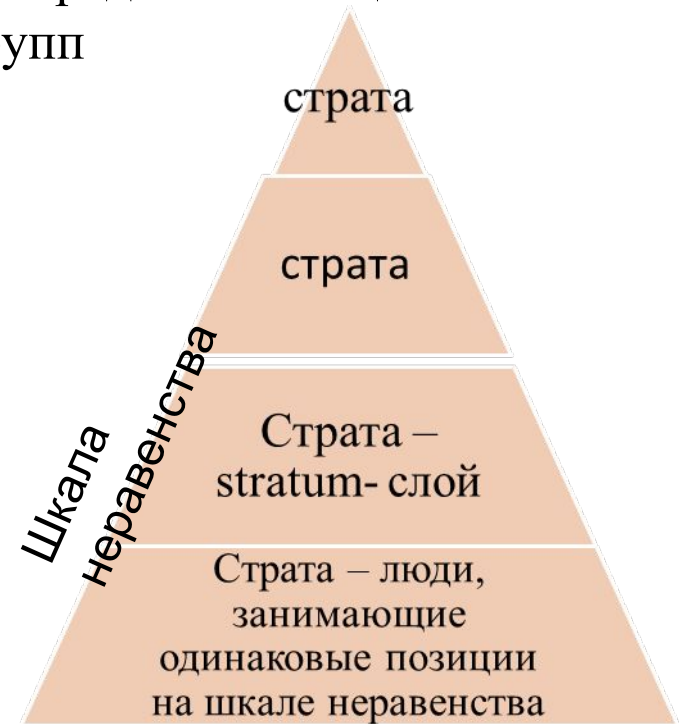 упп
страта
страта
Шкала
неравенства
Страта –
stratum- слой
Страта – люди,
занимающие
одинаковые позиции
на шкале неравенства